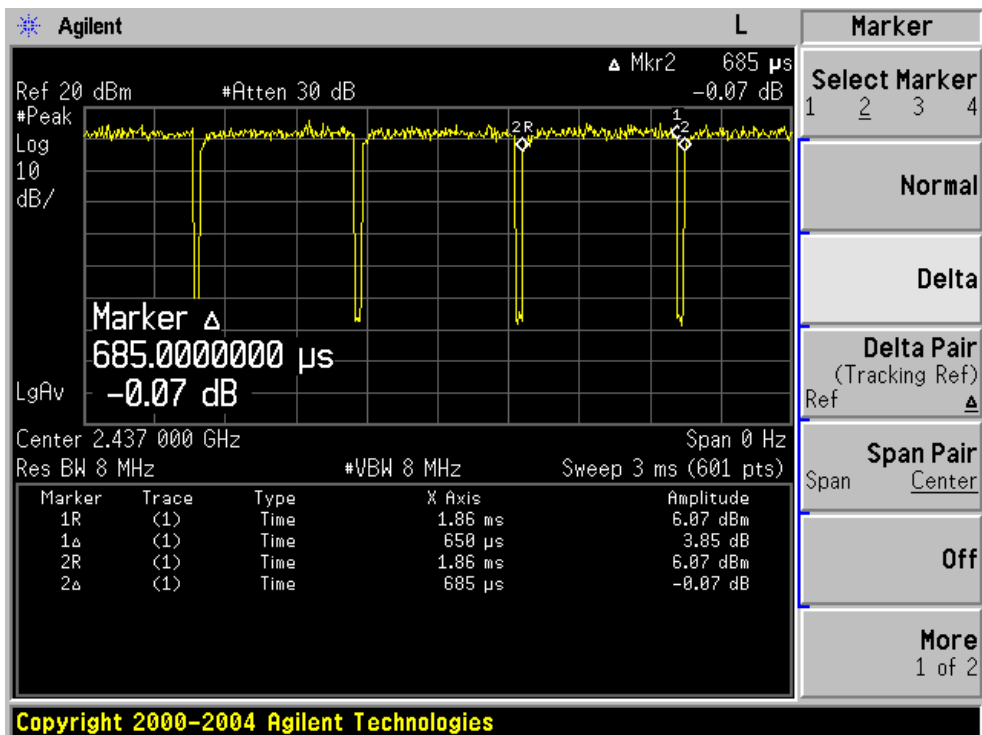 Agilent L Marker
Δ Mkr2 685 µs
Ref 20 dBm #Atten 30 dB -0.07 dB
#Peak
Log
10
dB/
2R 1 2
Marker Δ
685.0000000 µs
-0.07 dB
LgAv
Center 2.437 000 GHz Span 0 Hz
Res BW 8 MHz #VBW 8 MHz Sweep 3 ms (601 pts)
Marker Trace Type X Axis Amplitude
1R (1) Time 1.86 ms 6.07 dBm
1Δ (1) Time 650 µs 3.85 dB
2R (1) Time 1.86 ms 6.07 dBm
2Δ (1) Time 685 µs -0.07 dB
Select Marker
1 2 3 4
Normal
Delta
Delta Pair
(Tracking Ref)
Ref Δ
Span Pair
Span Center
Off
More
1 of 2
Copyright 2000-2004 Agilent Technologies